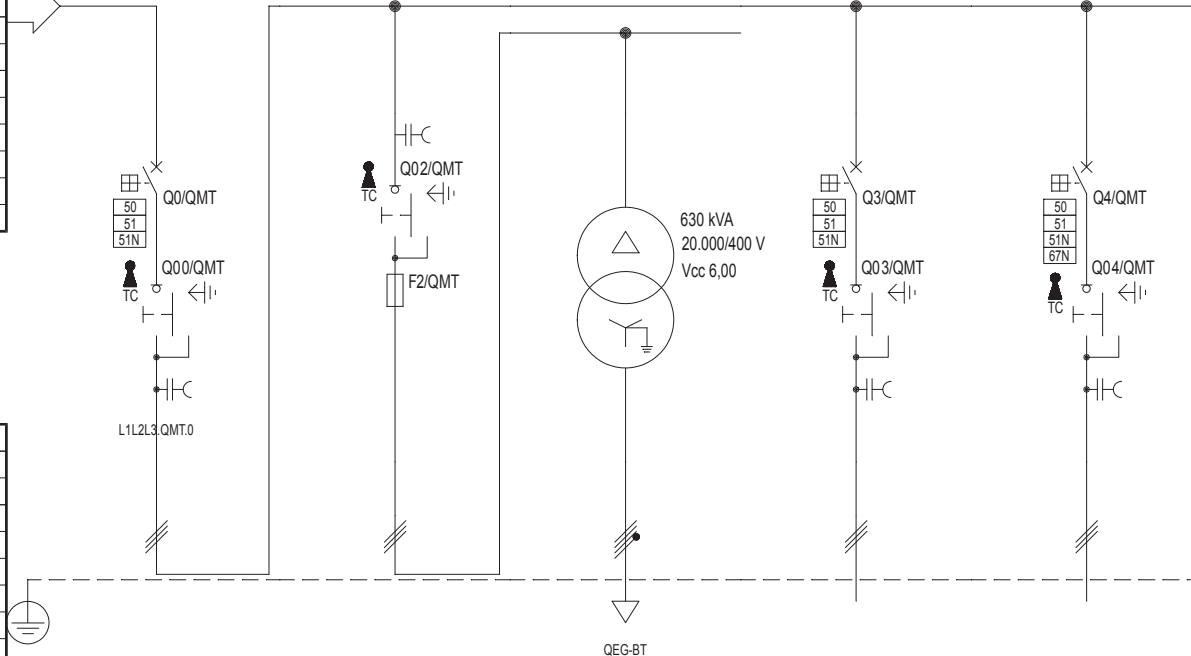 Q0/QMT
50
51
51N
Q00/QMT
TC
L1L2L3.QMT.0
Q02/QMT
TC
F2/QMT
630 kVA
20.000/400 V
Vcc 6,00
QEG-BT
Q3/QMT
50
51
51N
Q03/QMT
TC
Q4/QMT
50
51
51N
67N
Q04/QMT
TC